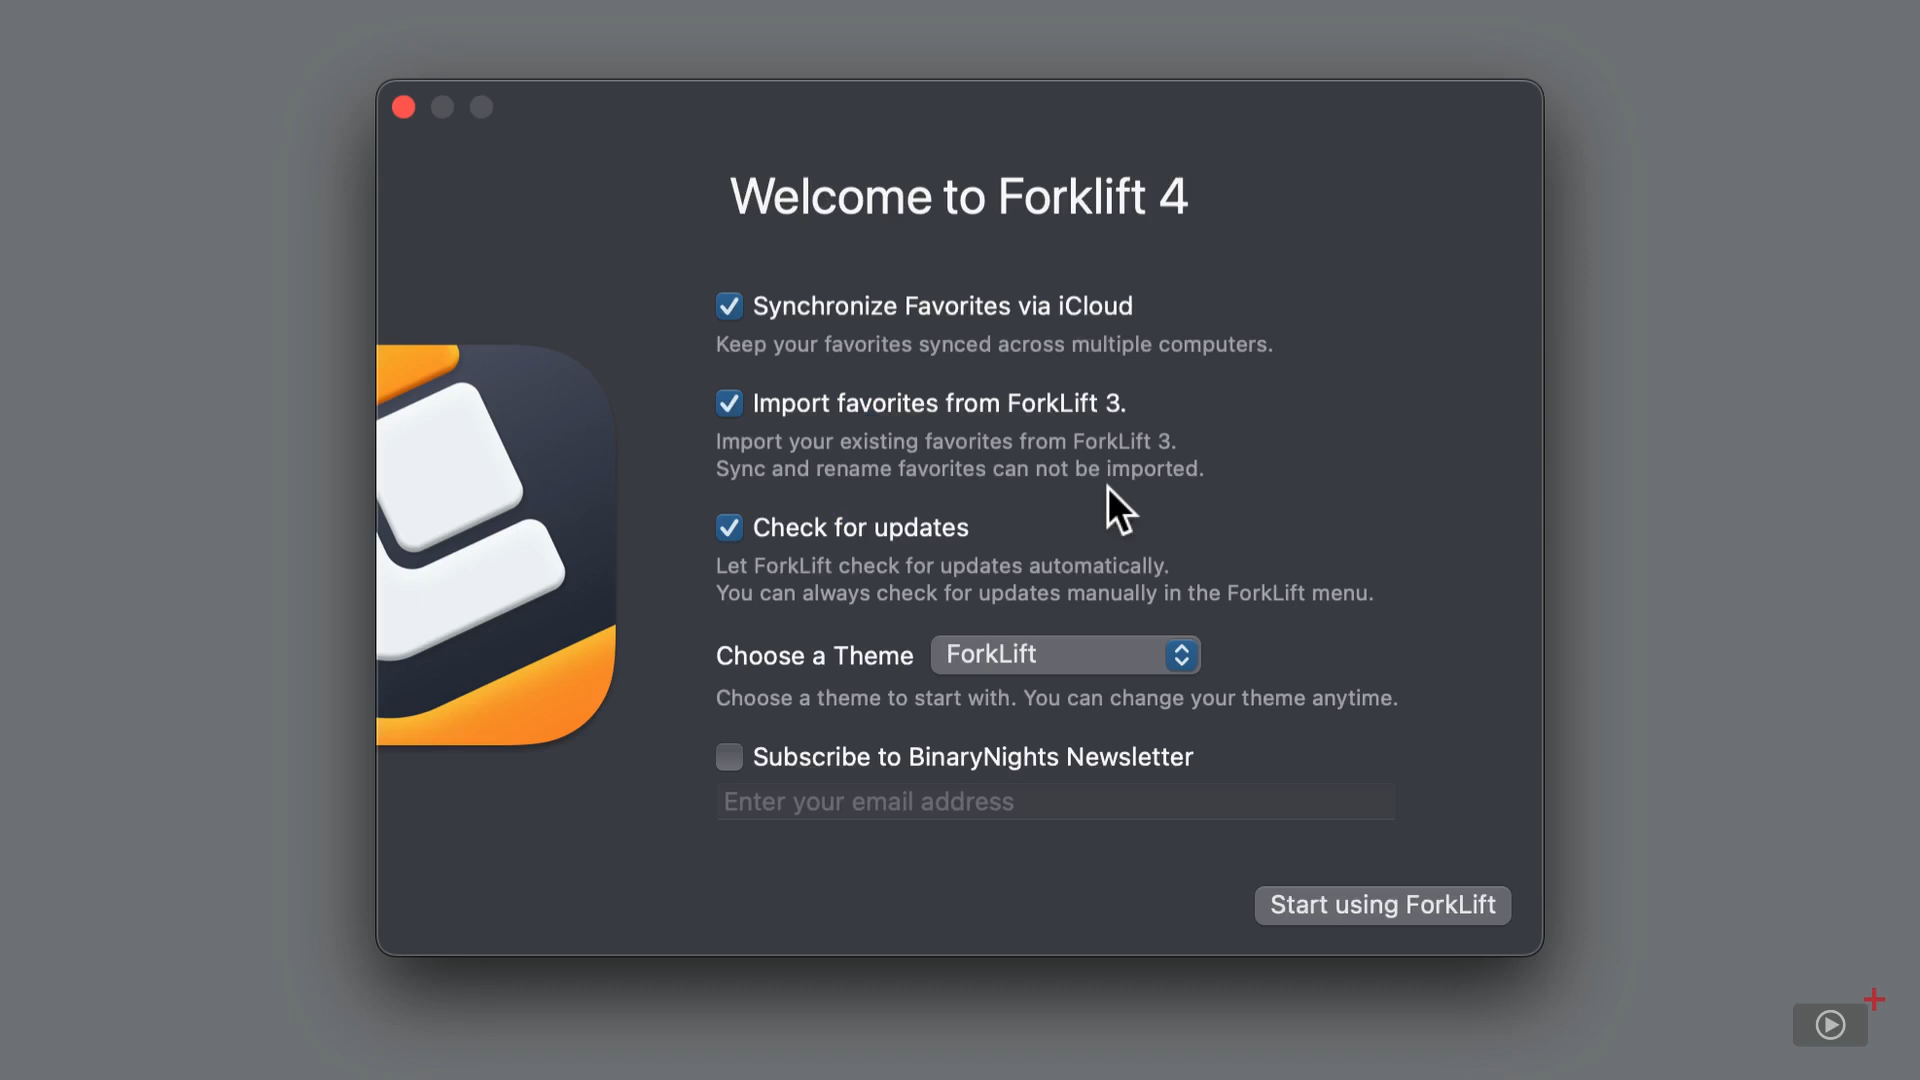 Welcome to Forklift 4
Synchronize Favorites via iCloud
Keep your favorites synced across multiple computers.
Import favorites from ForkLift 3.
Import your existing favorites from ForkLift 3.
Sync and rename favorites can not be imported.
Check for updates
Let ForkLift check for updates automatically.
You can always check for updates manually in the ForkLift menu.
Choose a Theme ForkLift
Choose a theme to start with. You can change your theme anytime.
Subscribe to BinaryNights Newsletter
Enter your email address
Start using ForkLift